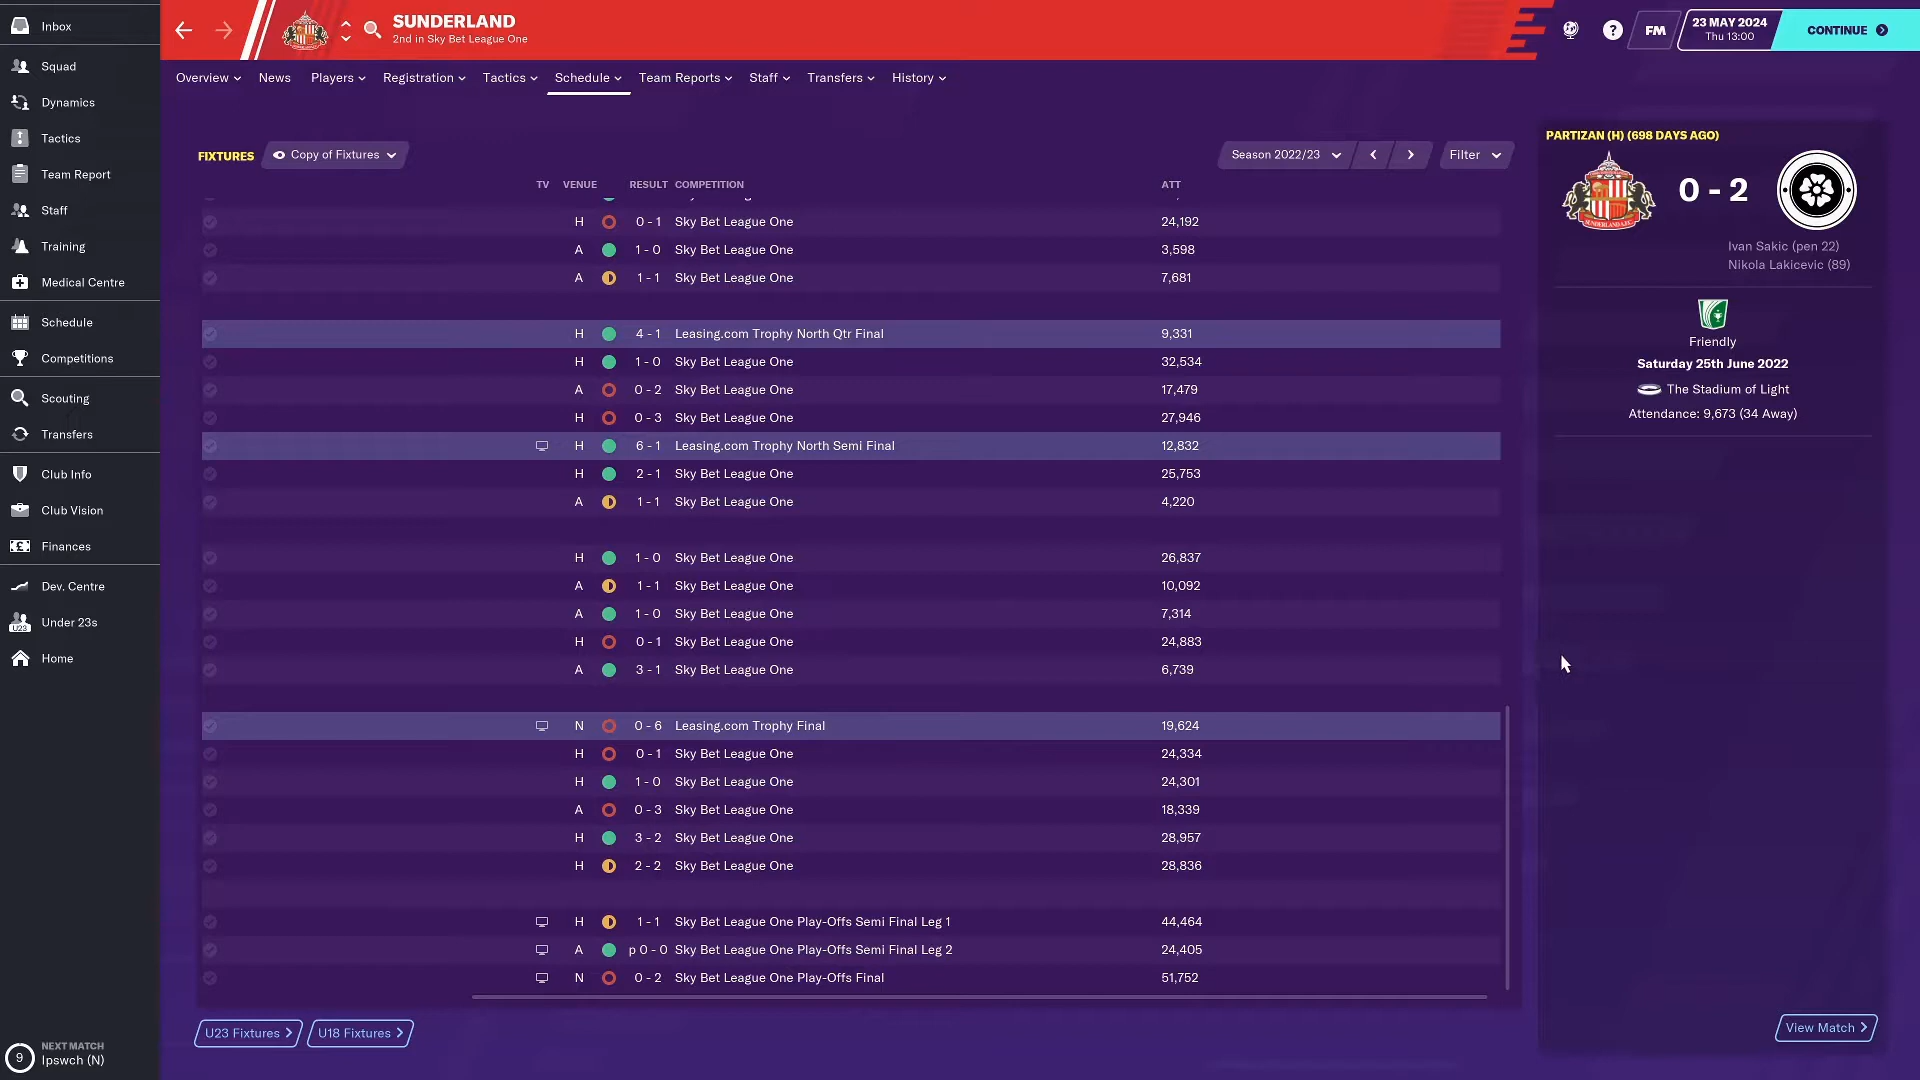 Inbox
Squad
Dynamics
Tactics
Team Report
Staff
Training
Medical Centre
Schedule
Competitions
Scouting
Transfers
Club Info
Club Vision
Finances
Dev. Centre
U23
Under 23s
Home
9
NEXT MATCH
Ipswch (N)
SUNDERLAND
2nd in Sky Bet League One
?
FM
23 MAY 2024
Thu 13:00
CONTINUE
Overview News Players Registration Tactics Schedule Team Reports Staff Transfers History
FIXTURES
Copy of Fixtures
Season 2022/23
Filter
TV VENUE RESULT COMPETITION ATT
H 0 - 1 Sky Bet League One 24,192
A 1 - 0 Sky Bet League One 3,598
A 1 - 1 Sky Bet League One 7,681
H 4 - 1 Leasing.com Trophy North Qtr Final 9,331
H 1 - 0 Sky Bet League One 32,534
A 0 - 2 Sky Bet League One 17,479
H 0 - 3 Sky Bet League One 27,946
H 6 - 1 Leasing.com Trophy North Semi Final 12,832
H 2 - 1 Sky Bet League One 25,753
A 1 - 1 Sky Bet League One 4,220
H 1 - 0 Sky Bet League One 26,837
A 1 - 1 Sky Bet League One 10,092
A 1 - 0 Sky Bet League One 7,314
H 0 - 1 Sky Bet League One 24,883
A 3 - 1 Sky Bet League One 6,739
N 0 - 6 Leasing.com Trophy Final 19,624
H 0 - 1 Sky Bet League One 24,334
H 1 - 0 Sky Bet League One 24,301
A 0 - 3 Sky Bet League One 18,339
H 3 - 2 Sky Bet League One 28,957
H 2 - 2 Sky Bet League One 28,836
H 1 - 1 Sky Bet League One Play-Offs Semi Final Leg 1 44,464
A p 0 - 0 Sky Bet League One Play-Offs Semi Final Leg 2 24,405
N 0 - 2 Sky Bet League One Play-Offs Final 51,752
U23 Fixtures
U18 Fixtures
PARTIZAN (H) (698 DAYS AGO)
0 - 2
Ivan Sakic (pen 22)
Nikola Lakicevic (89)
Friendly
Saturday 25th June 2022
The Stadium of Light
Attendance: 9,673 (34 Away)
View Match